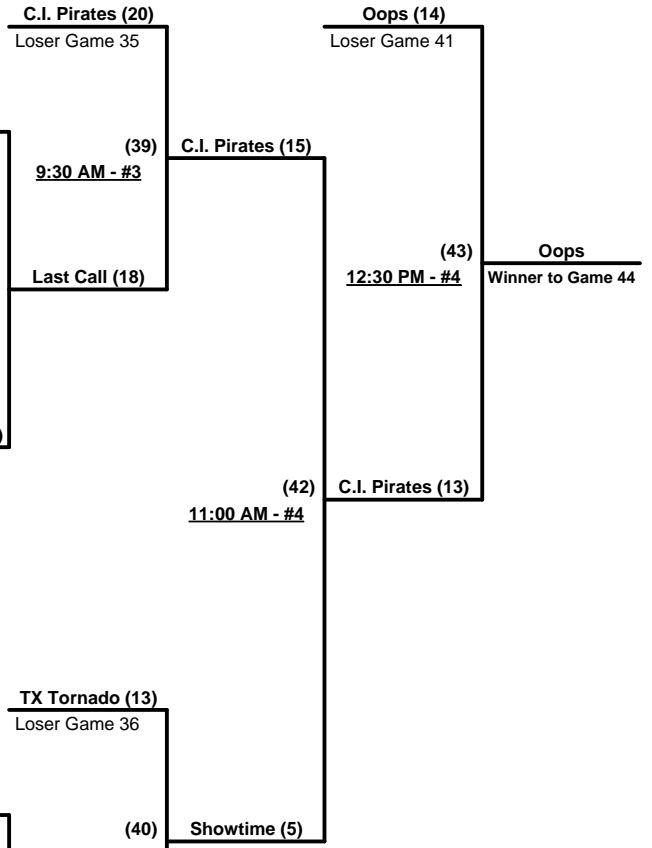 C.I. Pirates (20)
Loser Game 35
Oops (14)
Loser Game 41
(39)
9:30 AM - #3
C.I. Pirates (15)
Last Call (18)
(43)
12:30 PM - #4
Oops
Winner to Game 44
)
(42)
11:00 AM - #4
C.I. Pirates (13)
TX Tornado (13)
Loser Game 36
(40)
Showtime (5)